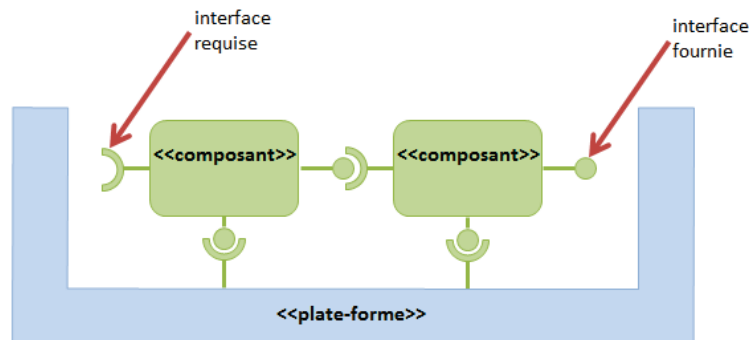 interface
requise
interface
fournie
<<composant>>
<<composant>>
<<plate-forme>>